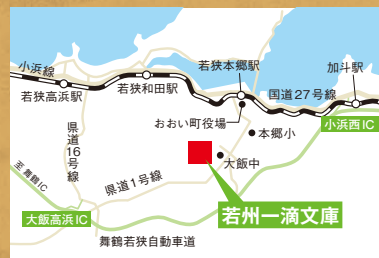 若狭本郷駅
加斗駅
小浜線
若狭和田駅
若狭高浜駅
国道27号線
おおい町役場
小浜西IC
県道16号線
本郷小
大飯中
至 舞鶴IC
県道1号線
大飯高浜IC
若州一滴文庫
舞鶴若狭自動車道